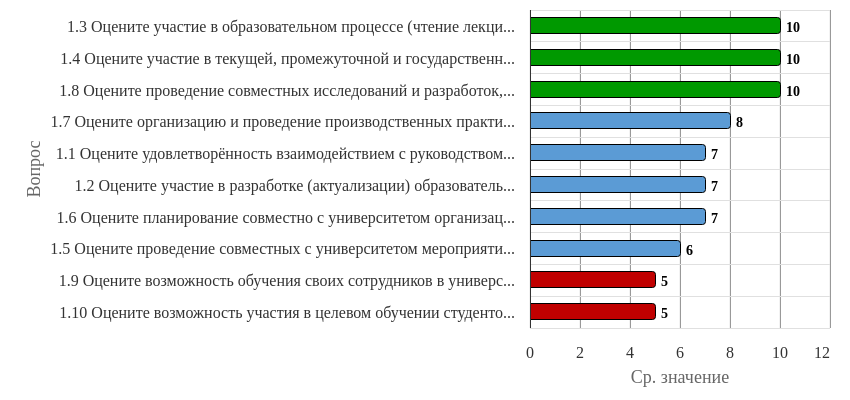 1.3 Оцените участие в образовательном процессе (чтение лекци...
10
1.4 Оцените участие в текущей, промежуточной и государственн...
10
1.8 Оцените проведение совместных исследований и разработок,...
10
1.7 Оцените организацию и проведение производственных практи...
8
1.1 Оцените удовлетворённость взаимодействием с руководством...
7
1.2 Оцените участие в разработке (актуализации) образователь...
7
1.6 Оцените планирование совместно с университетом организац...
7
1.5 Оцените проведение совместных с университетом мероприяти...
6
1.9 Оцените возможность обучения своих сотрудников в универс...
5
1.10 Оцените возможность участия в целевом обучении студенто...
5
Вопрос
0 2 4 6 8 10 12
Ср. значение